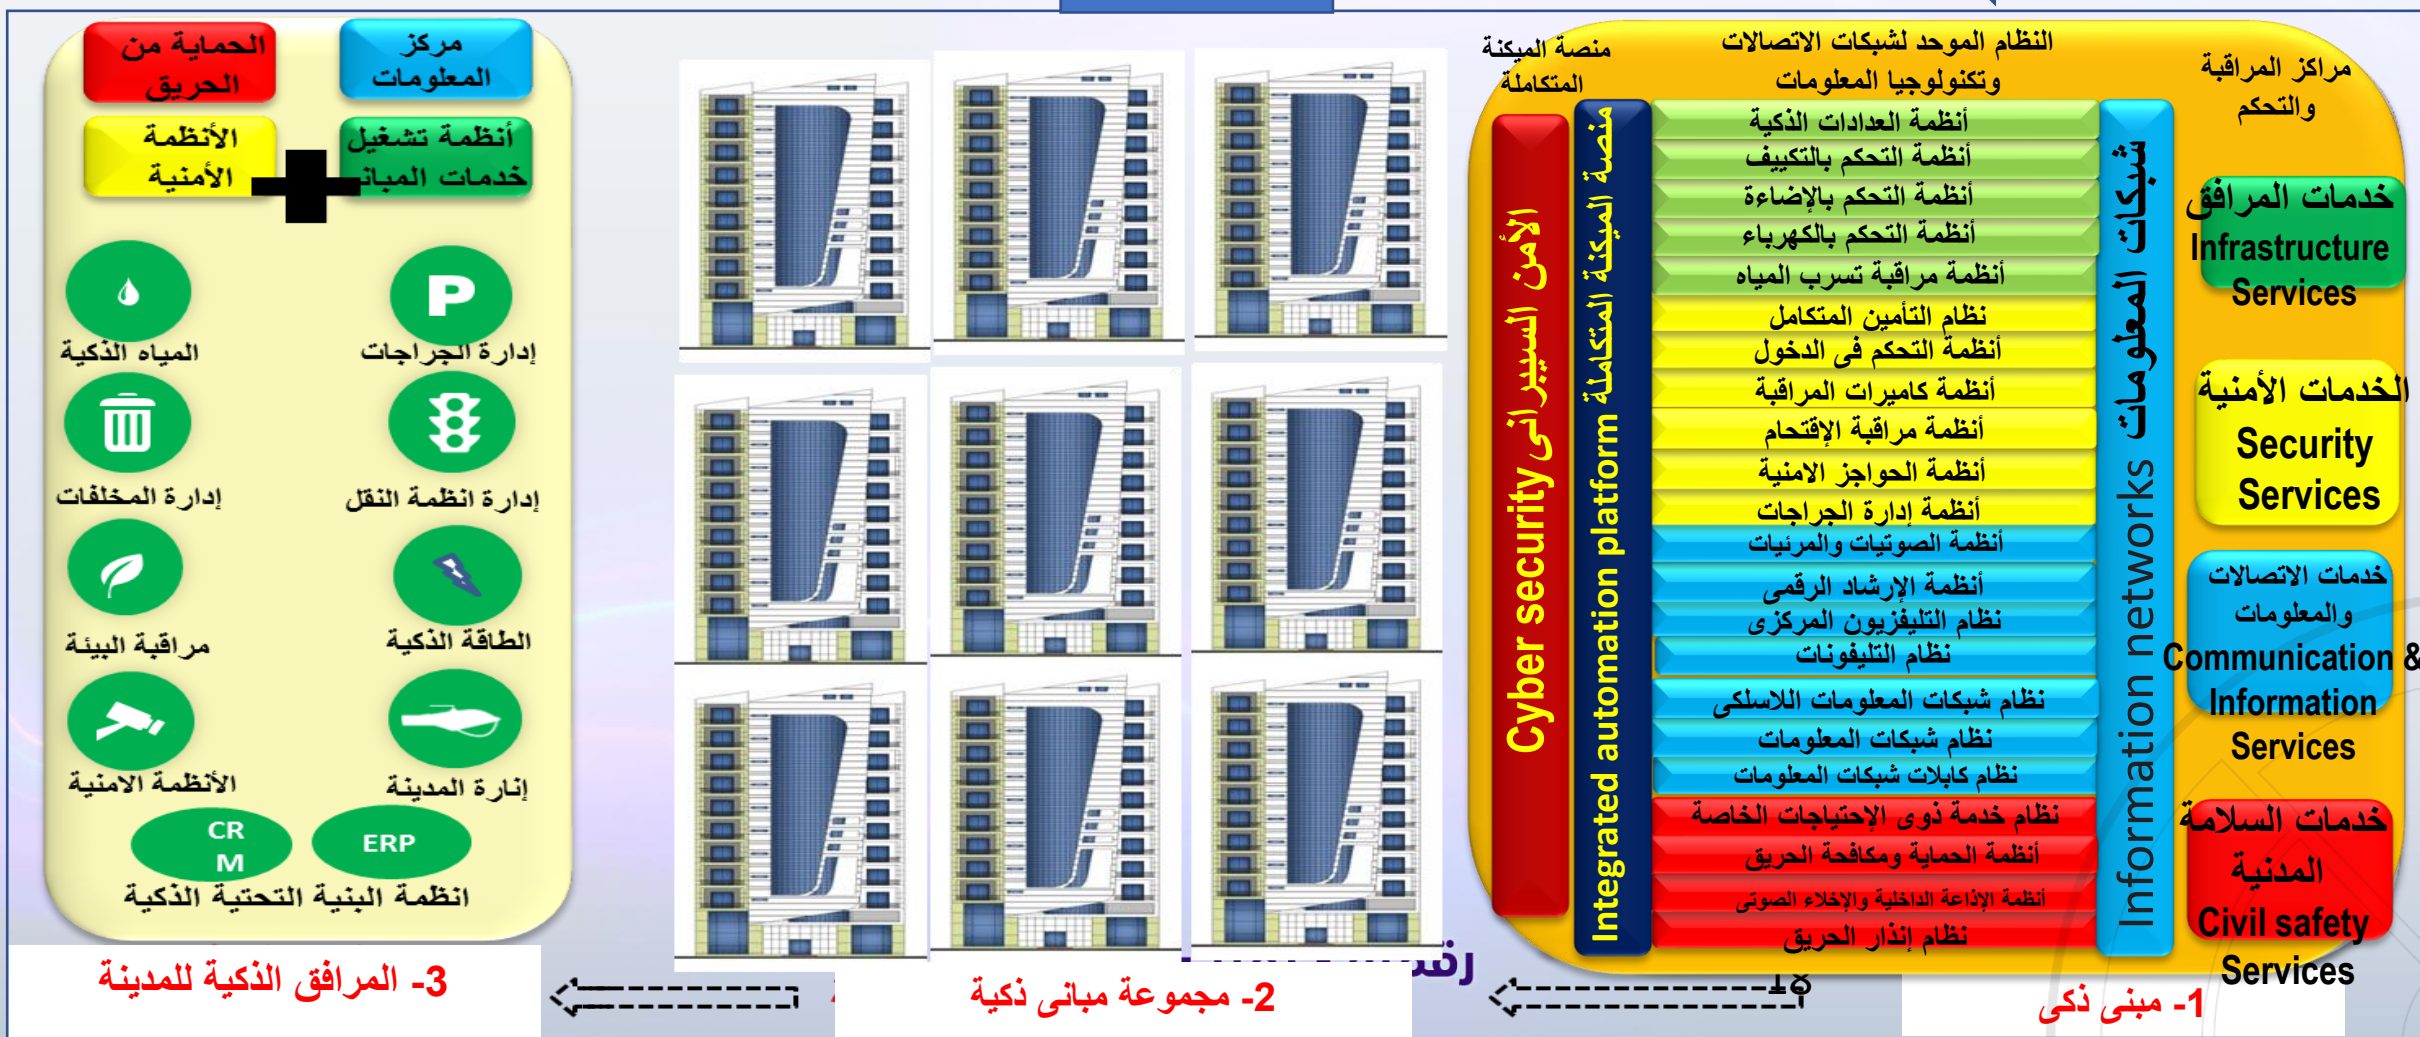 مراكز المراقبة
والتحكم
خدمات المرافق
Infrastructure
Services
الخدمات الأمنية
Security
Services
خدمات الاتصالات
والمعلومات
Communication &
Information
Services
خدمات السلامة
المدنية
Civil safety
Services
شبكات المعلومات Information networks
النظام الموحد لشبكات الاتصالات
وتكنولوجيا المعلومات
أنظمة العدادات الذكية
أنظمة التحكم بالتكييف
أنظمة التحكم بالإضاءة
أنظمة التحكم بالكهرباء
أنظمة مراقبة تسرب المياه
نظام التأمين المتكامل
أنظمة التحكم فى الدخول
أنظمة كاميرات المراقبة
أنظمة مراقبة الإقتحام
أنظمة الحواجز الامنية
أنظمة إدارة الجراجات
أنظمة الصوتيات والمرئيات
أنظمة الإرشاد الرقمى
نظام التليفزيون المركزى
نظام التليفونات
نظام شبكات المعلومات اللاسلكى
نظام شبكات المعلومات
نظام كابلات شبكات المعلومات
نظام خدمة ذوى الإحتياجات الخاصة
أنظمة الحماية ومكافحة الحريق
أنظمة الإذاعة الداخلية والإخلاء الصوتى
نظام إنذار الحريق
منصة الميكنة
المتكاملة
منصة الميكنة المتكاملة Integrated automation platform
الأمن السيبرانى Cyber security
1- مبنى ذكى
2- مجموعة مبانى ذكية
مركز
المعلومات
الحماية من
الحريق
أنظمة تشغيل
خدمات المبانـ
الأنظمة
الأمنية
P
إدارة الجراجات
المياه الذكية
إدارة انظمة النقل
إدارة المخلفات
الطاقة الذكية
مراقبة البيئة
إنارة المدينة
الأنظمة الامنية
ERP
CR
M
انظمة البنية التحتية الذكية
3- المرافق الذكية للمدينة